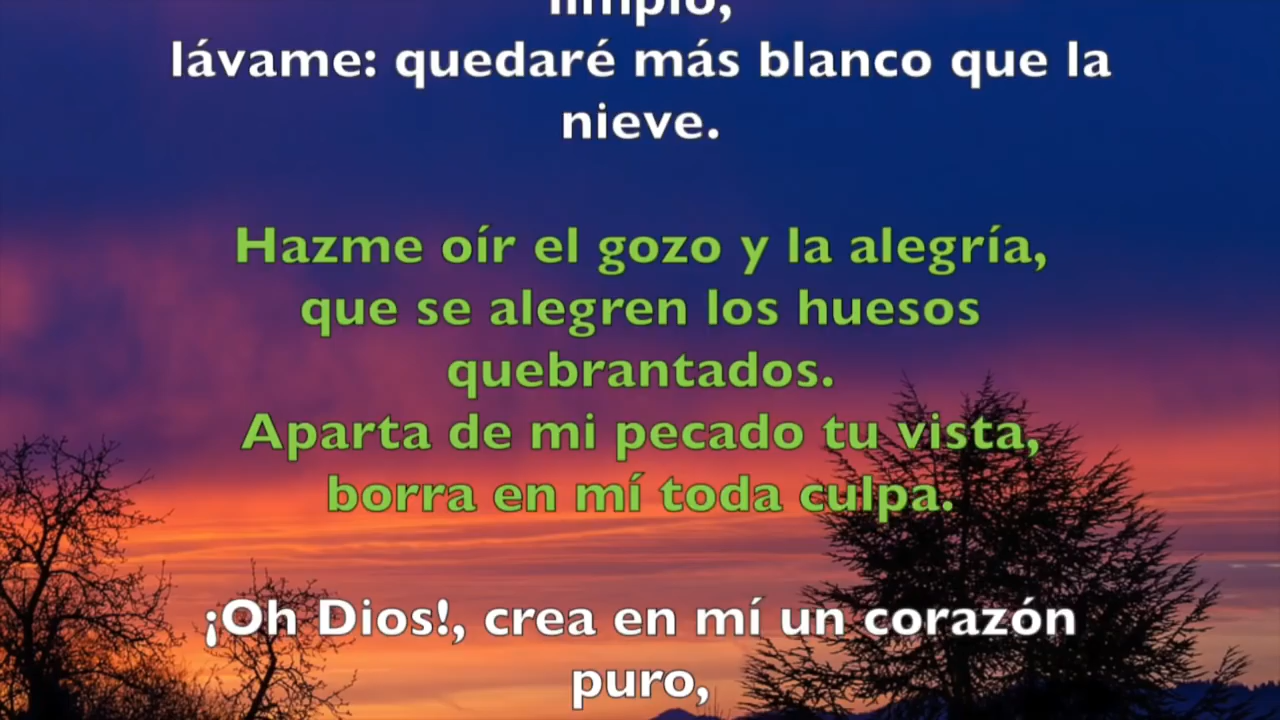 limpio,
lávame: quedaré más blanco que la
nieve.
Hazme oír el gozo y la alegría,
que se alegren los huesos
quebrantados.
Aparta de mi pecado tu vista,
borra en mí toda culpa.
¡Oh Dios!, crea en mí un corazón
puro,